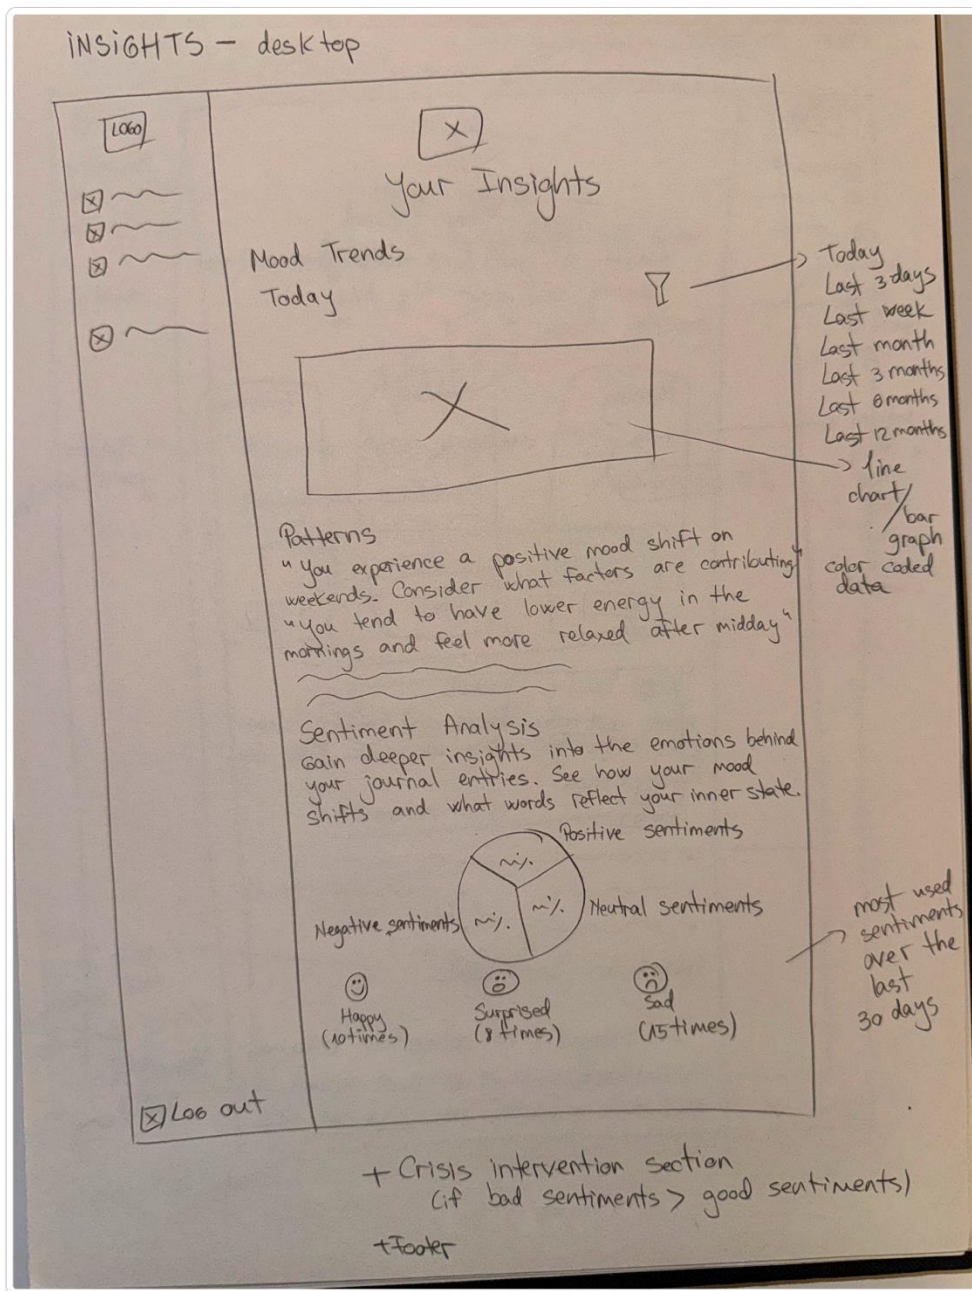 iNSiGHTS - desktop
LOGO
Your Insights
Mood Trends
Today
Today
Last 3 days
Last week
Last month
Last 3 months
Last 6 months
Last 12 months
line
chart/
bar
graph
color coded
data
Patterns
"You experience a positive mood shift on
weekends. Consider what factors are contributing"
"You tend to have lower energy in the
mornings and feel more relaxed after midday"
Sentiment Analysis
Gain deeper insights into the emotions behind
your journal entries. See how your mood
shifts and what words reflect your inner state.
Positive sentiments
%
%
%
Negative sentiments
Neutral sentiments
most used
sentiments
over the
last
30 days
Happy
(10 times)
Surprised
(8 times)
Sad
(15 times)
LOG out
+ Crisis intervention section
(if bad sentiments > good sentiments)
+Footer